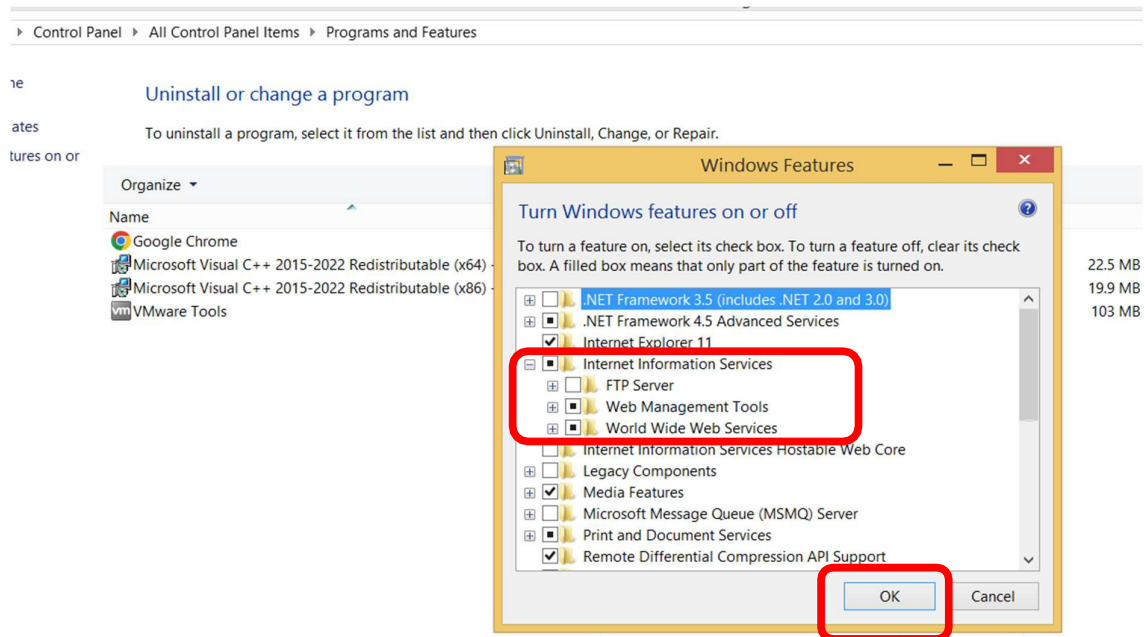 Control Panel ▸ All Control Panel Items ▸ Programs and Features
ates
tures on or
Uninstall or change a program
To uninstall a program, select it from the list and then click Uninstall, Change, or Repair.
Organize
Name
Google Chrome
Microsoft Visual C++ 2015-2022 Redistributable (x64) -
22.5 MB
Microsoft Visual C++ 2015-2022 Redistributable (x86) -
19.9 MB
vm VMware Tools
103 MB
Windows Features
Turn Windows features on or off
To turn a feature on, select its check box. To turn a feature off, clear its check
box. A filled box means that only part of the feature is turned on.
.NET Framework 3.5 (includes .NET 2.0 and 3.0)
.NET Framework 4.5 Advanced Services
Internet Explorer 11
Internet Information Services
FTP Server
Web Management Tools
World Wide Web Services
Internet Information Services Hostable Web Core
Legacy Components
Media Features
Microsoft Message Queue (MSMQ) Server
Print and Document Services
Remote Differential Compression API Support
OK
Cancel